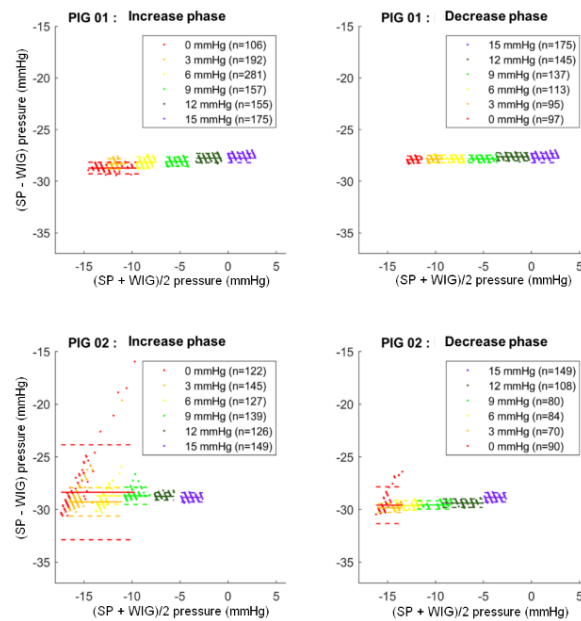 PIG 01 : Increase phase
-15
-20
-25
-30
-35
-15 -10 -5 0 5
(SP - WIG) pressure (mmHg)
(SP + WIG)/2 pressure (mmHg)
0 mmHg (n=106)
3 mmHg (n=192)
6 mmHg (n=281)
9 mmHg (n=157)
12 mmHg (n=155)
15 mmHg (n=175)
PIG 01 : Decrease phase
-15
-20
-25
-30
-35
-15 -10 -5 0 5
(SP + WIG)/2 pressure (mmHg)
15 mmHg (n=175)
12 mmHg (n=145)
9 mmHg (n=137)
6 mmHg (n=113)
3 mmHg (n=95)
0 mmHg (n=97)
PIG 02 : Increase phase
-15
-20
-25
-30
-35
-15 -10 -5 0 5
(SP - WIG) pressure (mmHg)
(SP + WIG)/2 pressure (mmHg)
0 mmHg (n=122)
3 mmHg (n=145)
6 mmHg (n=127)
9 mmHg (n=139)
12 mmHg (n=126)
15 mmHg (n=149)
PIG 02 : Decrease phase
-15
-20
-25
-30
-35
-15 -10 -5 0 5
(SP + WIG)/2 pressure (mmHg)
15 mmHg (n=149)
12 mmHg (n=108)
9 mmHg (n=80)
6 mmHg (n=84)
3 mmHg (n=70)
0 mmHg (n=90)